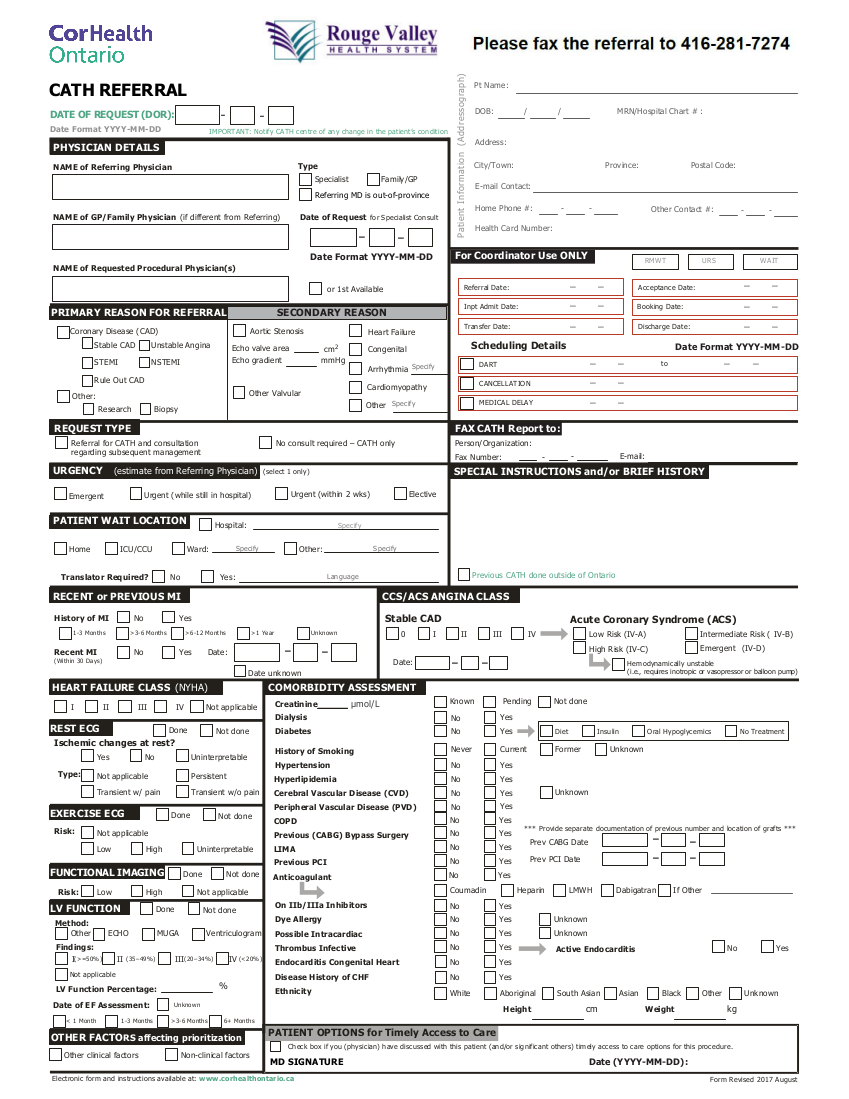 CorHealth
Ontario
Rouge Valley
HEALTH SYSTEM
Please fax the referral to 416-281-7274
CATH REFERRAL
DATE OF REQUEST (DOR): - -
Date Format YYYY-MM-DD
IMPORTANT: Notify CATH centre of any change in the patient's condition
Patient Information (Addressograph)
Pt Name:
DOB: / / MRN/Hospital Chart # :
Address:
City/Town: Province: Postal Code:
E-mail Contact:
Home Phone #: - - Other Contact #: - -
Health Card Number:
PHYSICIAN DETAILS
NAME of Referring Physician
Type
Specialist Family/GP
Referring MD is out-of-province
NAME of GP/Family Physician (if different from Referring)
Date of Request for Specialist Consult
– –
Date Format YYYY-MM-DD
NAME of Requested Procedural Physician(s)
or 1st Available
For Coordinator Use ONLY
RMWT URS WAIT
Referral Date: – – Acceptance Date: – –
Inpt Admit Date: – – Booking Date: – –
Transfer Date: – – Discharge Date: – –
Scheduling Details Date Format YYYY-MM-DD
DART – – to – –
CANCELLATION – –
MEDICAL DELAY – –
PRIMARY REASON FOR REFERRAL
Coronary Disease (CAD)
Stable CAD Unstable Angina
STEMI NSTEMI
Rule Out CAD
Other:
Research Biopsy
SECONDARY REASON
Aortic Stenosis
Echo valve area cm²
Echo gradient mmHg
Other Valvular
Heart Failure
Congenital
Arrhythmia Specify
Cardiomyopathy
Other Specify
REQUEST TYPE
Referral for CATH and consultation
regarding subsequent management
No consult required – CATH only
FAX CATH Report to:
Person/Organization:
Fax Number: - - E-mail:
URGENCY (estimate from Referring Physician) (select 1 only)
Emergent Urgent (while still in hospital) Urgent (within 2 wks) Elective
SPECIAL INSTRUCTIONS and/or BRIEF HISTORY
Previous CATH done outside of Ontario
PATIENT WAIT LOCATION Hospital: Specify
Home ICU/CCU Ward: Specify Other: Specify
Translator Required? No Yes: Language
RECENT or PREVIOUS MI
History of MI No Yes
1-3 Months >3-6 Months >6-12 Months >1 Year Unknown
Recent MI No Yes Date: – –
(Within 30 Days)
Date unknown
CCS/ACS ANGINA CLASS
Stable CAD
0 I II III IV
Date: – –
Acute Coronary Syndrome (ACS)
Low Risk (IV-A) Intermediate Risk ( IV-B)
High Risk (IV-C) Emergent (IV-D)
Hemodynamically unstable
(i.e., requires inotropic or vasopressor or balloon pump)
HEART FAILURE CLASS (NYHA)
I II III IV Not applicable
REST ECG Done Not done
Ischemic changes at rest?
Yes No Uninterpretable
Type: Not applicable Persistent
Transient w/ pain Transient w/o pain
EXERCISE ECG Done Not done
Risk: Not applicable
Low High Uninterpretable
FUNCTIONAL IMAGING Done Not done
Risk: Low High Not applicable
LV FUNCTION Done Not done
Method:
Other ECHO MUGA Ventriculogram
Findings:
I(>=50%) II (35-49%) III(20-34%) IV (<20%)
Not applicable
LV Function Percentage: %
Date of EF Assessment: Unknown
< 1 Month 1-3 Months >3-6 Months 6+ Months
OTHER FACTORS affecting prioritization
Other clinical factors Non-clinical factors
COMORBIDITY ASSESSMENT
Creatinine µmol/L Known Pending Not done
Dialysis No Yes
Diabetes No Yes Diet Insulin Oral Hypoglycemics No Treatment
History of Smoking Never Current Former Unknown
Hypertension No Yes
Hyperlipidemia No Yes
Cerebral Vascular Disease (CVD) No Yes Unknown
Peripheral Vascular Disease (PVD) No Yes
COPD No Yes
*** Provide separate documentation of previous number and location of grafts ***
Previous (CABG) Bypass Surgery No Yes Prev CABG Date – –
LIMA No Yes
Previous PCI No Yes Prev PCI Date – –
Anticoagulant No Yes
Coumadin Heparin LMWH Dabigatran If Other
On IIb/IIIa Inhibitors No Yes
Dye Allergy No Yes Unknown
Possible Intracardiac No Yes Unknown
Thrombus Infective No Yes Active Endocarditis No Yes
Endocarditis Congenital Heart No Yes
Disease History of CHF No Yes
Ethnicity White Aboriginal South Asian Asian Black Other Unknown
Height cm Weight kg
PATIENT OPTIONS for Timely Access to Care
Check box if you (physician) have discussed with this patient (and/or significant others) timely access to care options for this procedure.
MD SIGNATURE Date (YYYY-MM-DD):
Electronic form and instructions available at: www.corhealthontario.ca
Form Revised 2017 August